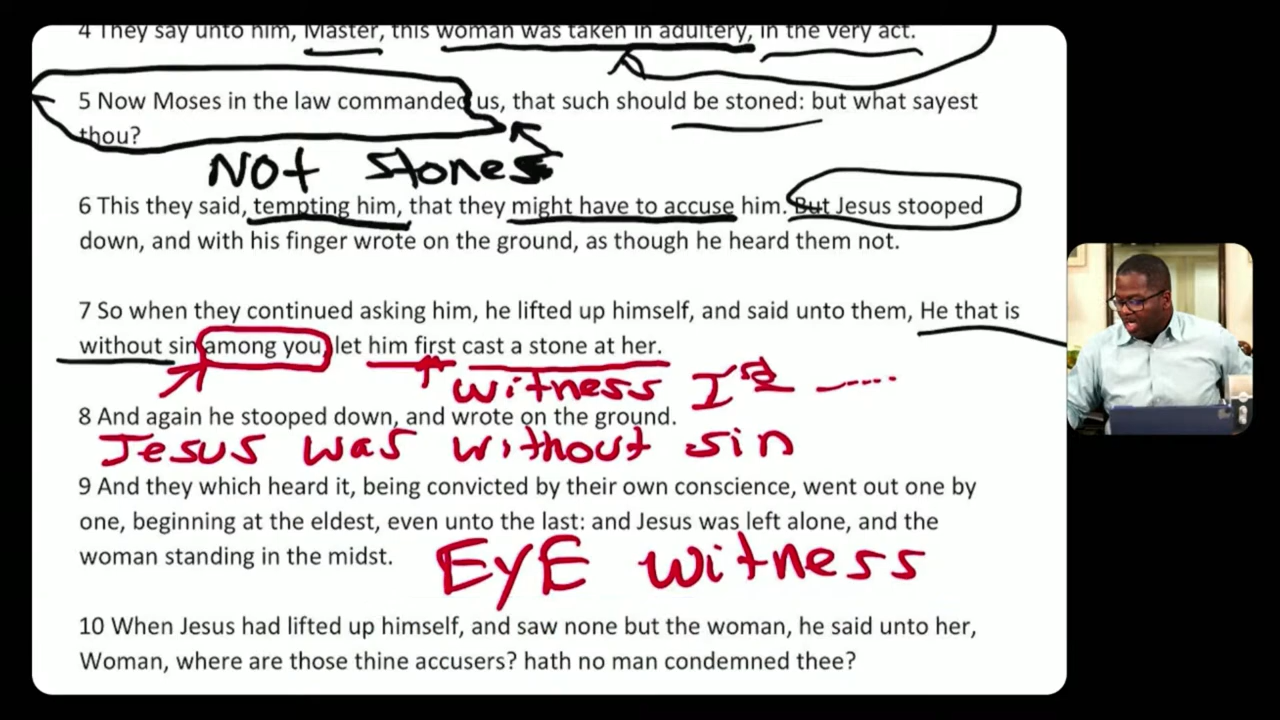 4 They say unto him, Master, this woman was taken in adultery, in the very act.
5 Now Moses in the law commanded us, that such should be stoned: but what sayest
thou?
NOT stones
6 This they said, tempting him, that they might have to accuse him. But Jesus stooped
down, and with his finger wrote on the ground, as though he heard them not.
7 So when they continued asking him, he lifted up himself, and said unto them, He that is
without sin among you, let him first cast a stone at her.
witness 1st
8 And again he stooped down, and wrote on the ground.
Jesus was without sin
9 And they which heard it, being convicted by their own conscience, went out one by
one, beginning at the eldest, even unto the last: and Jesus was left alone, and the
woman standing in the midst.
EyE witness
10 When Jesus had lifted up himself, and saw none but the woman, he said unto her,
Woman, where are those thine accusers? hath no man condemned thee?